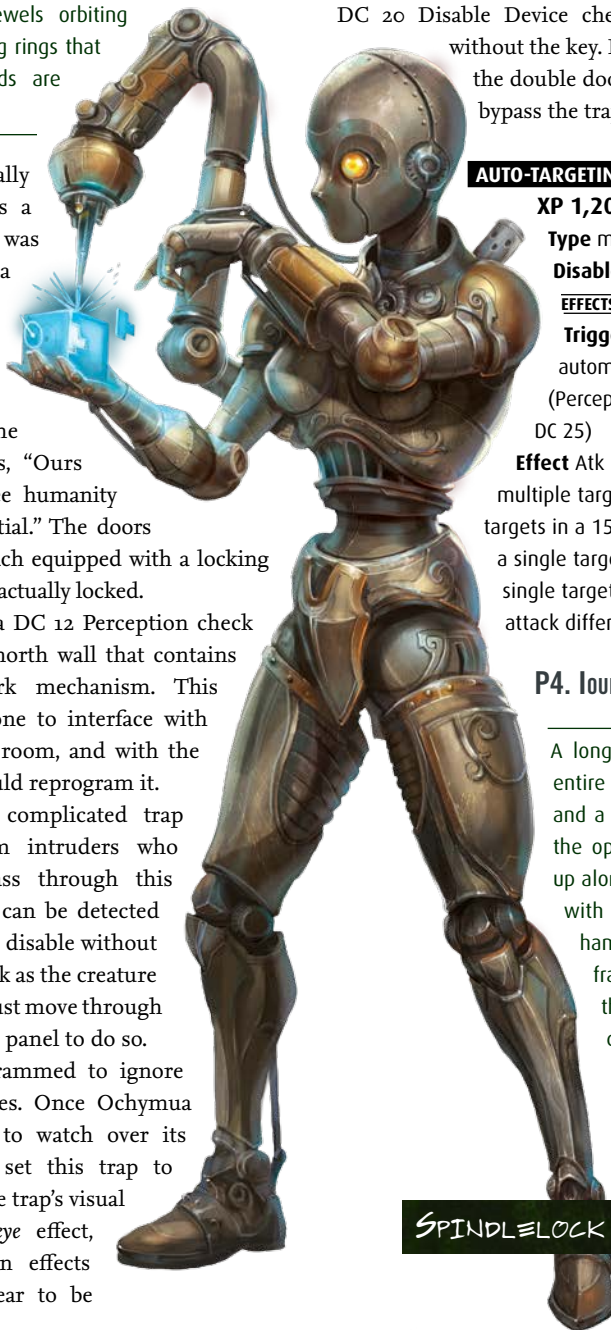 ewels orbiting
g rings that
ds are
ally
s a
was
a
ne
s, “Ours
e humanity
tial.” The doors
ch equipped with a locking
actually locked.
a DC 12 Perception check
north wall that contains
rk mechanism. This
one to interface with
room, and with the
uld reprogram it.
complicated trap
m intruders who
ass through this
can be detected
disable without
k as the creature
ust move through
panel to do so.
rammed to ignore
es. Once Ochymua
to watch over its
set this trap to
e trap’s visual
eye effect,
n effects
ear to be
DC 20 Disable Device che
without the key. I
the double doo
bypass the tra
AUTO-TARGETIN
XP 1,20
Type m
Disabl
EFFECTS
Trigg
autom
(Percep
DC 25)
Effect Atk
multiple targ
targets in a 15
a single target
single target
attack differ
P4. Iour
A long
entire
and a
the op
up alon
with
han
fra
th
SPINDLELOCK